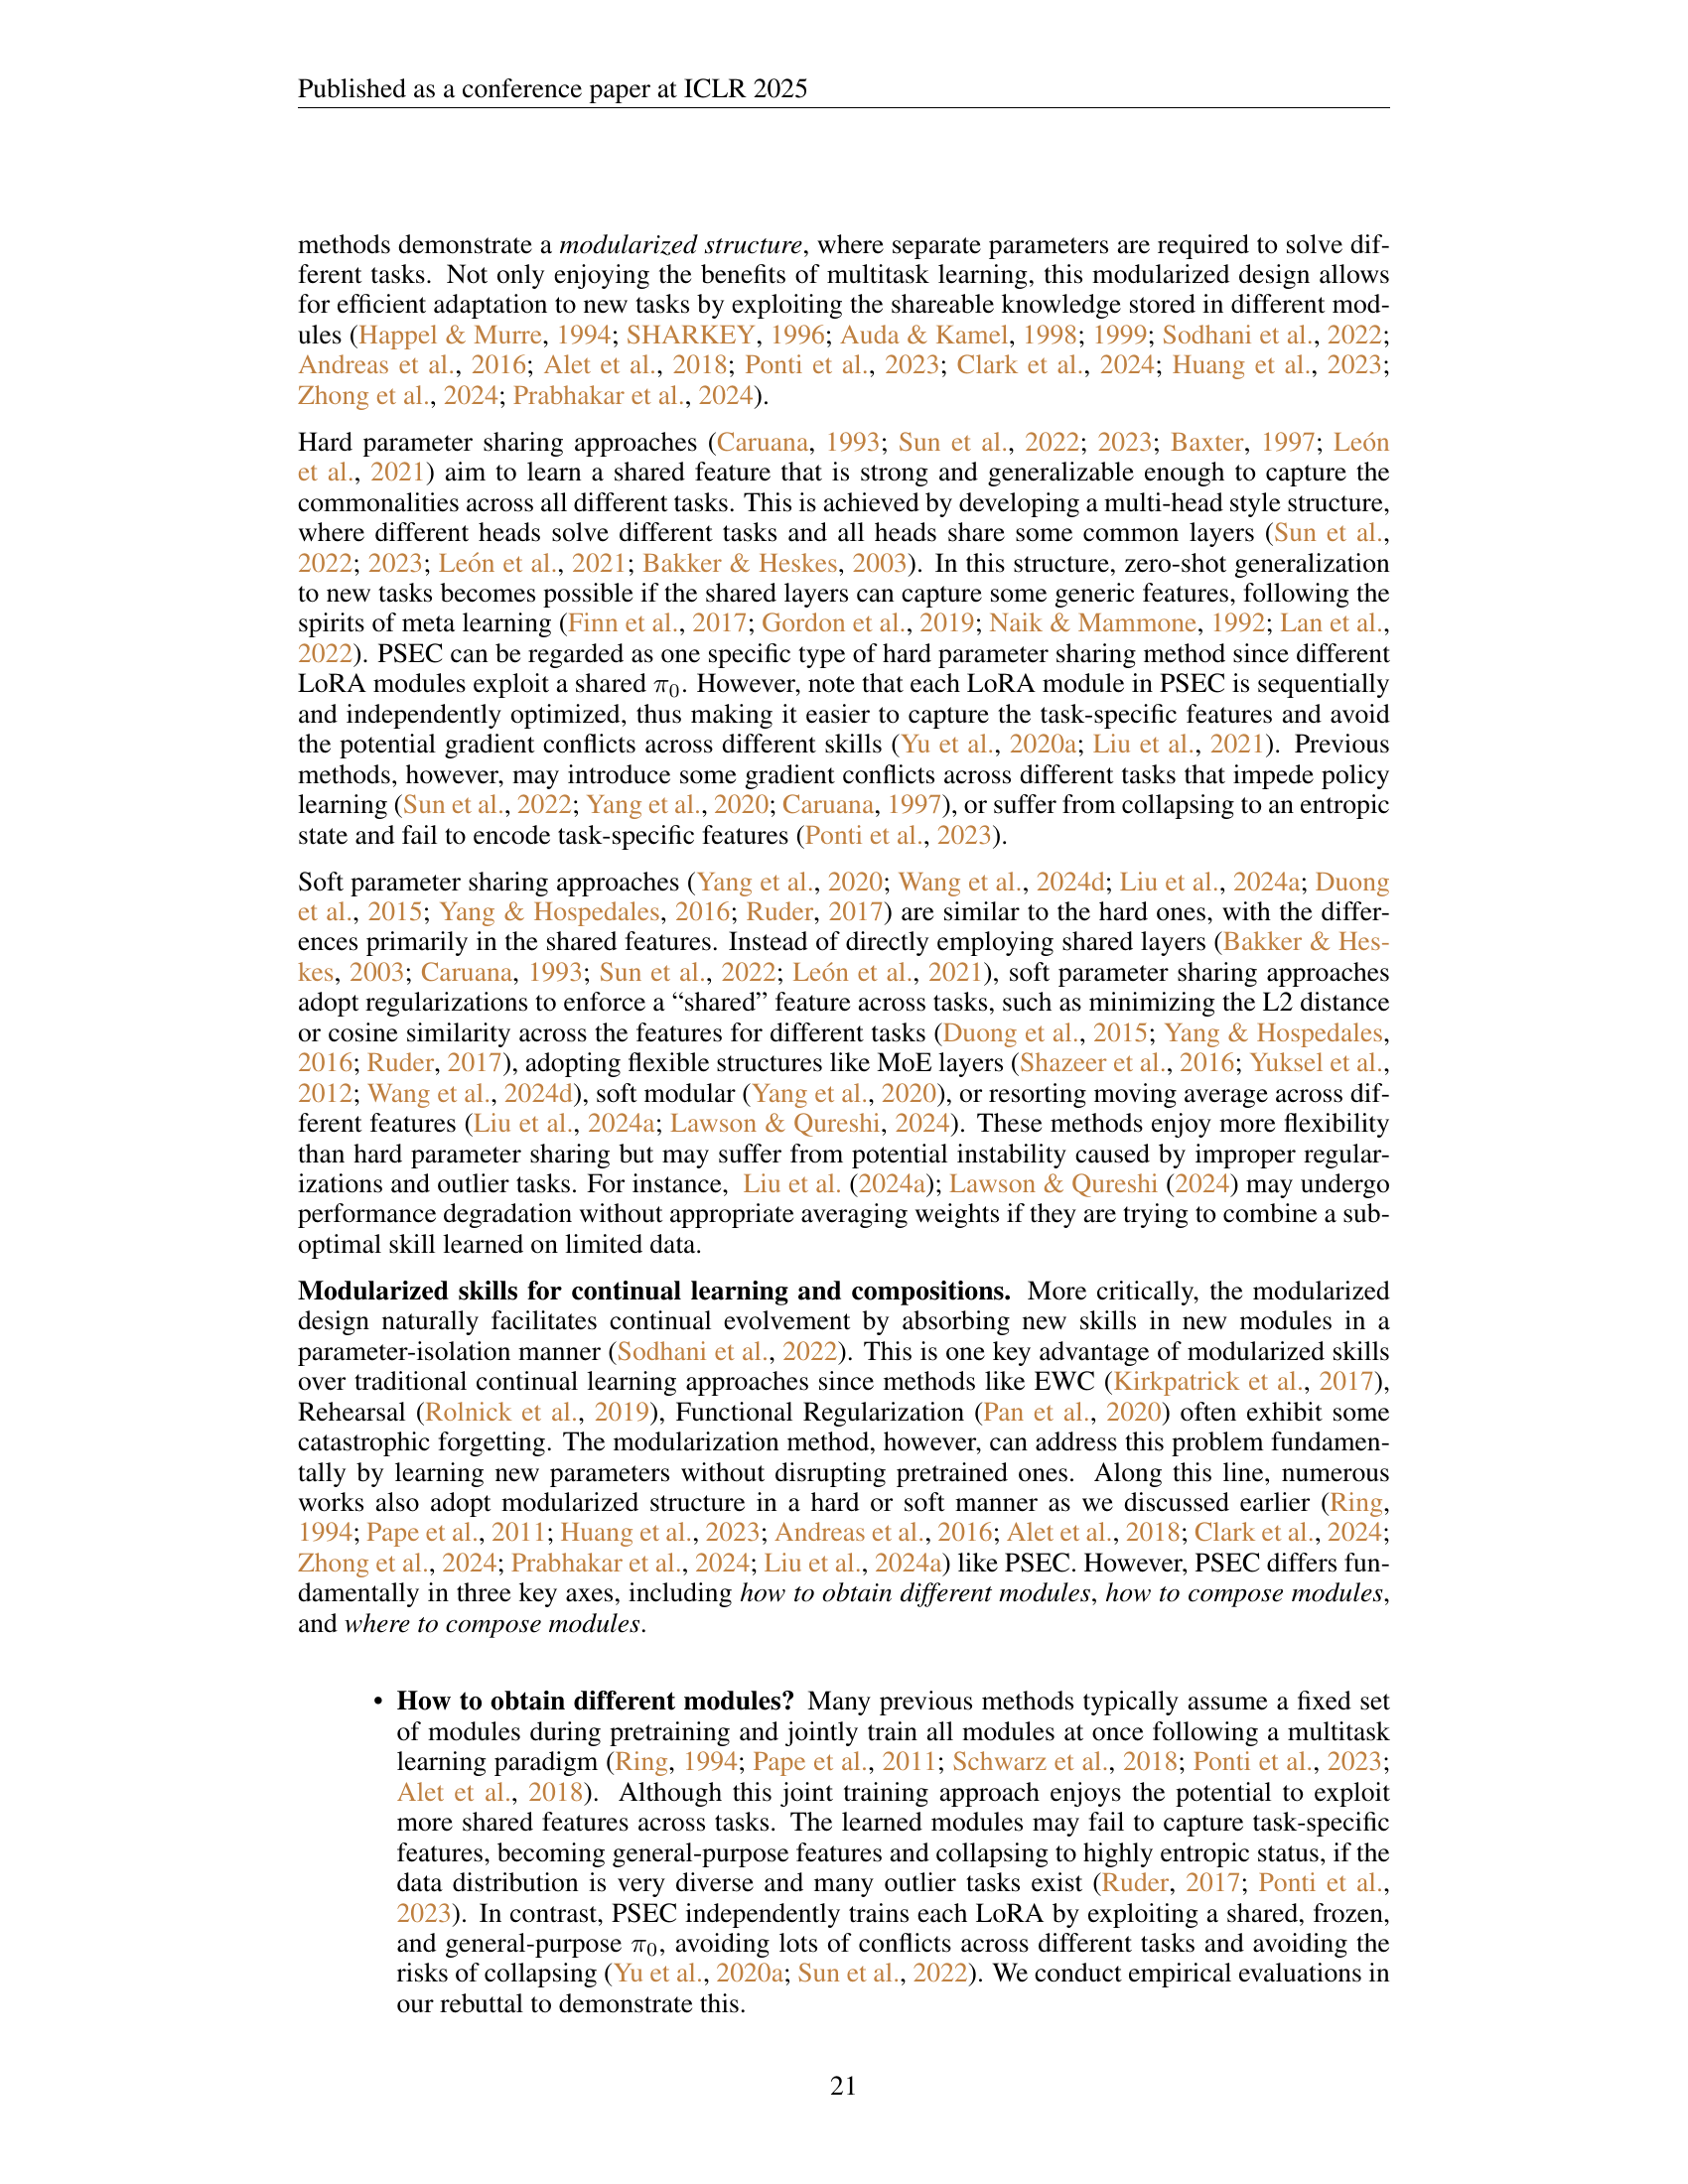 Published as a conference paper at ICLR 2025
methods demonstrate a modularized structure, where separate parameters are required to solve dif-
ferent tasks. Not only enjoying the benefits of multitask learning, this modularized design allows
for efficient adaptation to new tasks by exploiting the shareable knowledge stored in different mod-
ules (Happel & Murre, 1994; SHARKEY, 1996; Auda & Kamel, 1998; 1999; Sodhani et al., 2022;
Andreas et al., 2016; Alet et al., 2018; Ponti et al., 2023; Clark et al., 2024; Huang et al., 2023;
Zhong et al., 2024; Prabhakar et al., 2024).
Hard parameter sharing approaches (Caruana, 1993; Sun et al., 2022; 2023; Baxter, 1997; León
et al., 2021) aim to learn a shared feature that is strong and generalizable enough to capture the
commonalities across all different tasks. This is achieved by developing a multi-head style structure,
where different heads solve different tasks and all heads share some common layers (Sun et al.,
2022; 2023; León et al., 2021; Bakker & Heskes, 2003). In this structure, zero-shot generalization
to new tasks becomes possible if the shared layers can capture some generic features, following the
spirits of meta learning (Finn et al., 2017; Gordon et al., 2019; Naik & Mammone, 1992; Lan et al.,
2022). PSEC can be regarded as one specific type of hard parameter sharing method since different
LoRA modules exploit a shared π₀. However, note that each LoRA module in PSEC is sequentially
and independently optimized, thus making it easier to capture the task-specific features and avoid
the potential gradient conflicts across different skills (Yu et al., 2020a; Liu et al., 2021). Previous
methods, however, may introduce some gradient conflicts across different tasks that impede policy
learning (Sun et al., 2022; Yang et al., 2020; Caruana, 1997), or suffer from collapsing to an entropic
state and fail to encode task-specific features (Ponti et al., 2023).
Soft parameter sharing approaches (Yang et al., 2020; Wang et al., 2024d; Liu et al., 2024a; Duong
et al., 2015; Yang & Hospedales, 2016; Ruder, 2017) are similar to the hard ones, with the differ-
ences primarily in the shared features. Instead of directly employing shared layers (Bakker & Hes-
kes, 2003; Caruana, 1993; Sun et al., 2022; León et al., 2021), soft parameter sharing approaches
adopt regularizations to enforce a “shared” feature across tasks, such as minimizing the L2 distance
or cosine similarity across the features for different tasks (Duong et al., 2015; Yang & Hospedales,
2016; Ruder, 2017), adopting flexible structures like MoE layers (Shazeer et al., 2016; Yuksel et al.,
2012; Wang et al., 2024d), soft modular (Yang et al., 2020), or resorting moving average across dif-
ferent features (Liu et al., 2024a; Lawson & Qureshi, 2024). These methods enjoy more flexibility
than hard parameter sharing but may suffer from potential instability caused by improper regular-
izations and outlier tasks. For instance, Liu et al. (2024a); Lawson & Qureshi (2024) may undergo
performance degradation without appropriate averaging weights if they are trying to combine a sub-
optimal skill learned on limited data.
Modularized skills for continual learning and compositions. More critically, the modularized
design naturally facilitates continual evolvement by absorbing new skills in new modules in a
parameter-isolation manner (Sodhani et al., 2022). This is one key advantage of modularized skills
over traditional continual learning approaches since methods like EWC (Kirkpatrick et al., 2017),
Rehearsal (Rolnick et al., 2019), Functional Regularization (Pan et al., 2020) often exhibit some
catastrophic forgetting. The modularization method, however, can address this problem fundamen-
tally by learning new parameters without disrupting pretrained ones. Along this line, numerous
works also adopt modularized structure in a hard or soft manner as we discussed earlier (Ring,
1994; Pape et al., 2011; Huang et al., 2023; Andreas et al., 2016; Alet et al., 2018; Clark et al., 2024;
Zhong et al., 2024; Prabhakar et al., 2024; Liu et al., 2024a) like PSEC. However, PSEC differs fun-
damentally in three key axes, including how to obtain different modules, how to compose modules,
and where to compose modules.
• How to obtain different modules? Many previous methods typically assume a fixed set
of modules during pretraining and jointly train all modules at once following a multitask
learning paradigm (Ring, 1994; Pape et al., 2011; Schwarz et al., 2018; Ponti et al., 2023;
Alet et al., 2018). Although this joint training approach enjoys the potential to exploit
more shared features across tasks. The learned modules may fail to capture task-specific
features, becoming general-purpose features and collapsing to highly entropic status, if the
data distribution is very diverse and many outlier tasks exist (Ruder, 2017; Ponti et al.,
2023). In contrast, PSEC independently trains each LoRA by exploiting a shared, frozen,
and general-purpose π₀, avoiding lots of conflicts across different tasks and avoiding the
risks of collapsing (Yu et al., 2020a; Sun et al., 2022). We conduct empirical evaluations in
our rebuttal to demonstrate this.
21